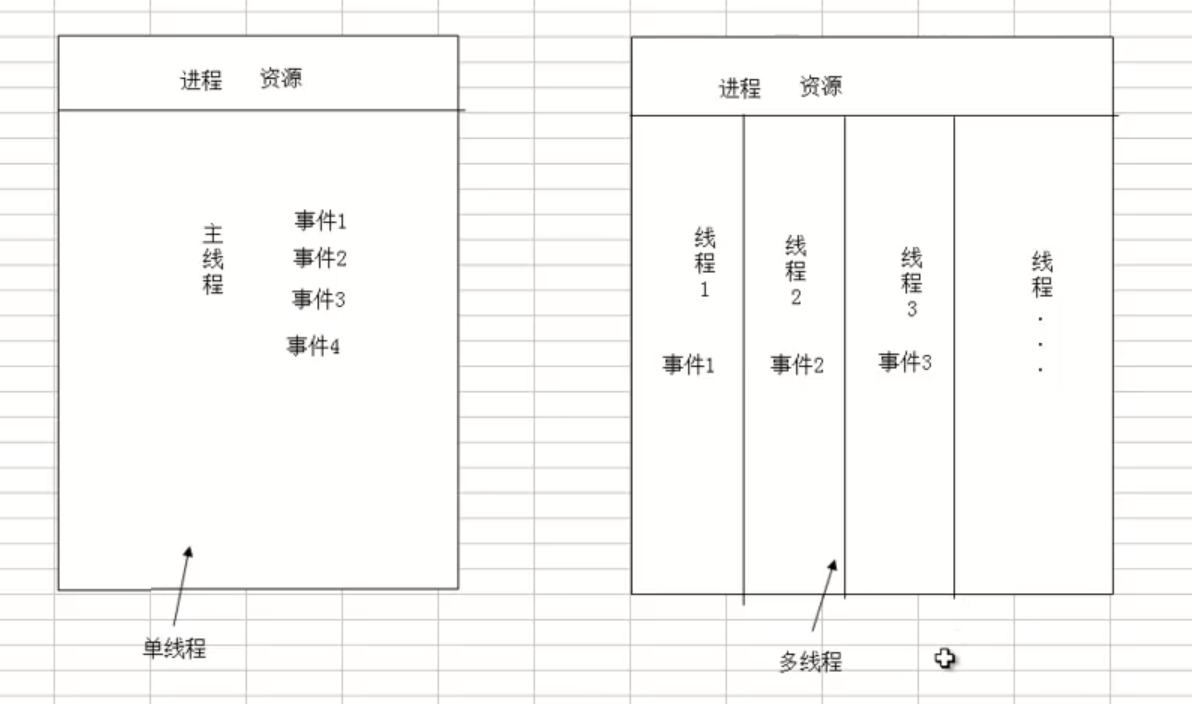 进程 资源
主线程
事件1
事件2
事件3
事件4
单线程
进程 资源
线程1
线程2
线程3
线程...
事件1
事件2
事件3
多线程